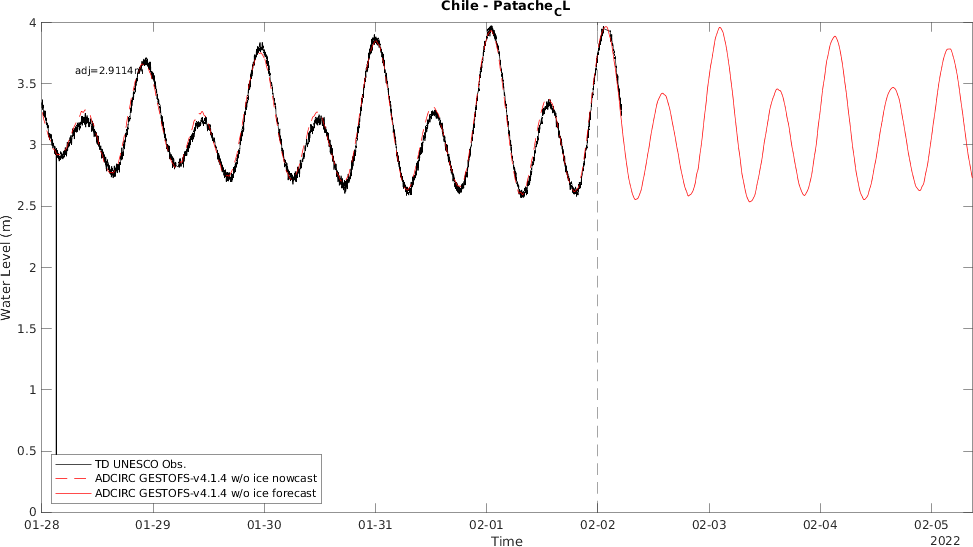 Chile - Patache_CL
adj=2.9114m
Water Level (m)
4
3.5
3
2.5
2
1.5
1
0.5
0
TD UNESCO Obs.
ADCIRC GESTOFS-v4.1.4 w/o ice nowcast
ADCIRC GESTOFS-v4.1.4 w/o ice forecast
01-28 01-29 01-30 01-31 02-01 02-02 02-03 02-04 02-05
Time
2022